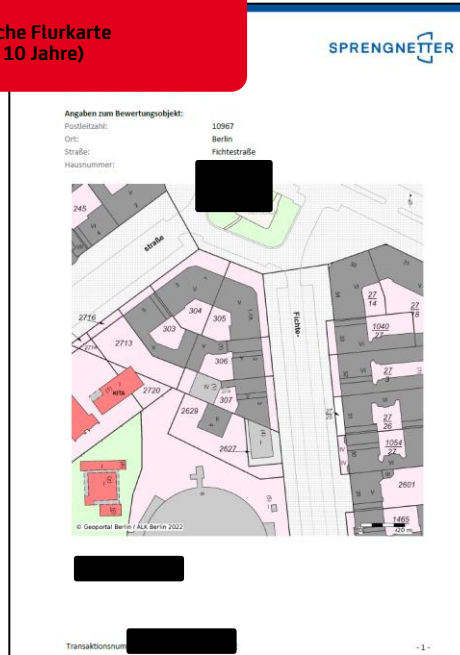 che Flurkarte
10 Jahre)
SPRENGNETTER
Angaben zum Bewertungsobjekt:
Postleitzahl: 10967
Ort: Berlin
Straße: Fichtestraße
Hausnummer:
245
straße
2716
2713
303
304
305
306
307
2720
KITA
2629
2627
Fichte-
27
14
27
18
1040
27
27
3
27
26
1054
27
2601
1465
20 m
© Geoportal Berlin / ALK Berlin 2022
Transaktionsnum
- 1 -